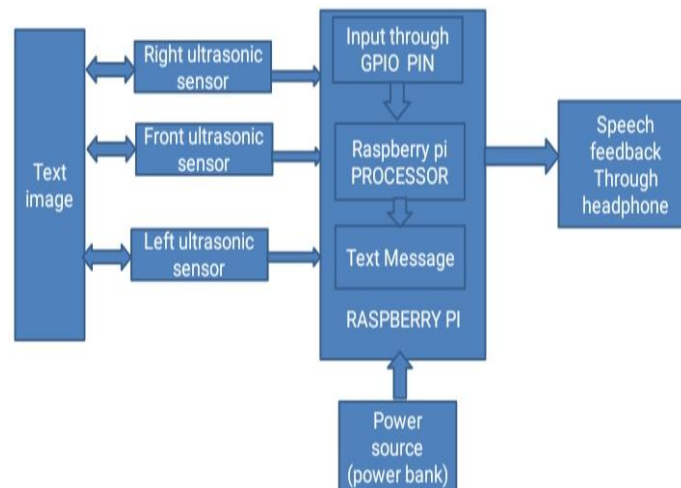 Text
image
Right ultrasonic
sensor
Front ultrasonic
sensor
Left ultrasonic
sensor
Input through
GPIO PIN
Raspberry pi
PROCESSOR
Text Message
RASPBERRY PI
Speech
feedback
Through
headphone
Power
source
(power bank)